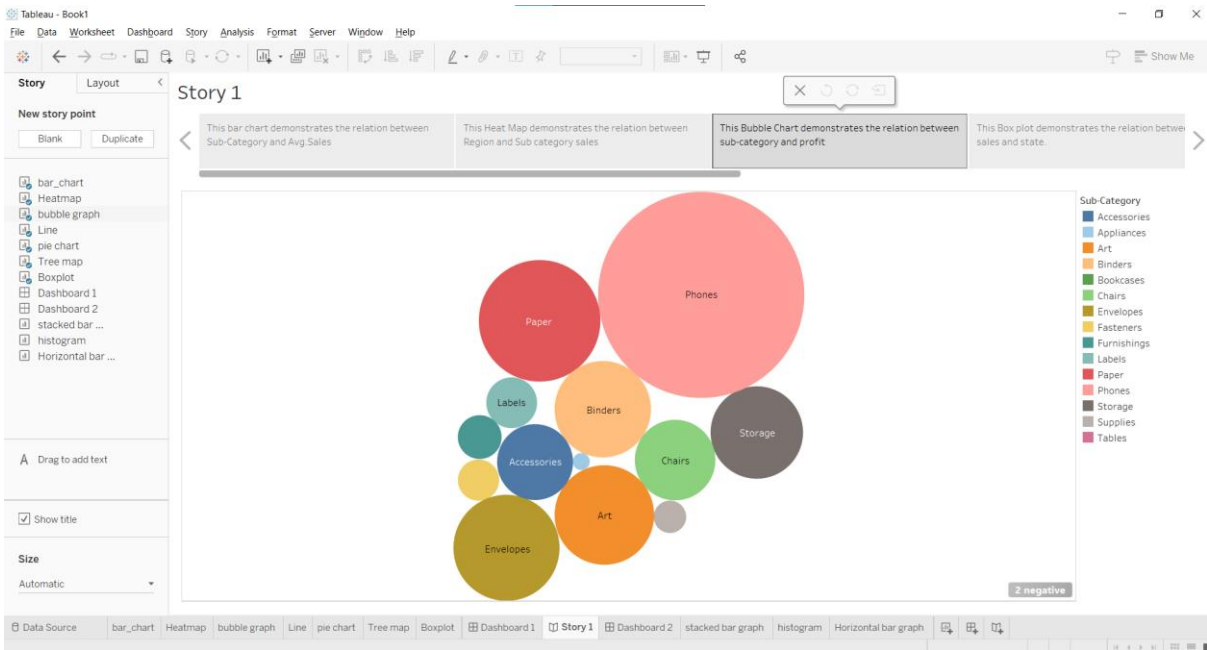 Tableau - Book1
File Data Worksheet Dashboard Story Analysis Format Server Window Help
Show Me
Story Layout
New story point
Blank Duplicate
bar_chart
Heatmap
bubble graph
Line
pie chart
Tree map
Boxplot
Dashboard 1
Dashboard 2
stacked bar ...
histogram
Horizontal bar ...
A Drag to add text
Show title
Size
Automatic
Story 1
This bar chart demonstrates the relation between
Sub-Category and Avg.Sales
This Heat Map demonstrates the relation between
Region and Sub category sales
This Bubble Chart demonstrates the relation between
sub-category and profit
This Box plot demonstrates the relation betwe
sales and state.
Phones
Paper
Labels
Binders
Storage
Accessories
Chairs
Art
Envelopes
2 negative
Sub-Category
Accessories
Appliances
Art
Binders
Bookcases
Chairs
Envelopes
Fasteners
Furnishings
Labels
Paper
Phones
Storage
Supplies
Tables
Data Source bar_chart Heatmap bubble graph Line pie chart Tree map Boxplot Dashboard 1 Story 1 Dashboard 2 stacked bar graph histogram Horizontal bar graph